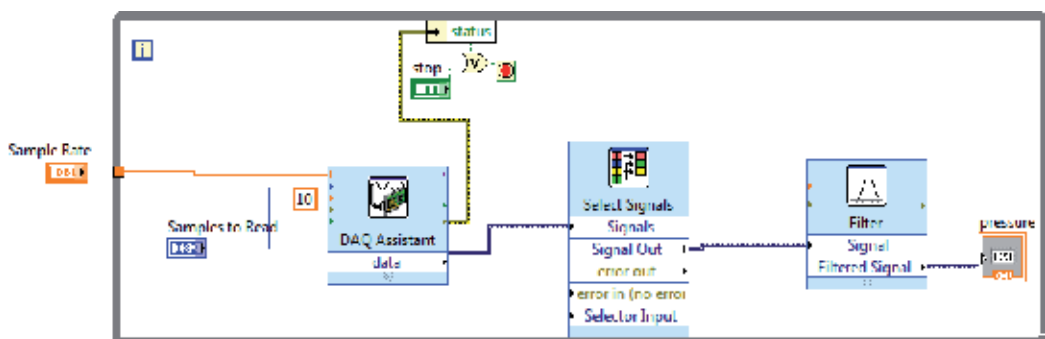 status
i
stop
Sample Rate
DBL
10
Samples to Read
DAQ Assistant
data
Select Signals
Signals
Signal Out
error out
error in (no error
Selector Input
Filter
Signal
Filtered Signal
pressure